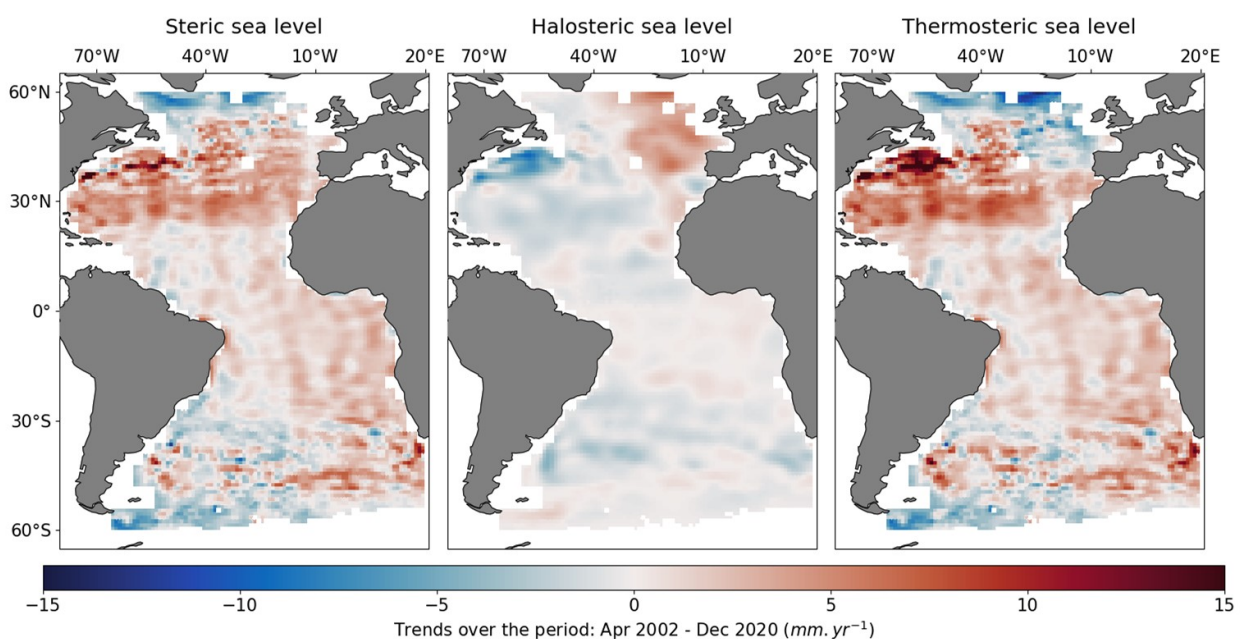 Steric sea level
Halosteric sea level
Thermosteric sea level
70°W 40°W 10°W 20°E
70°W 40°W 10°W 20°E
70°W 40°W 10°W 20°E
60°N
30°N
0°
30°S
60°S
−15 −10 −5 0 5 10 15
Trends over the period: Apr 2002 - Dec 2020 (mm.yr⁻¹)